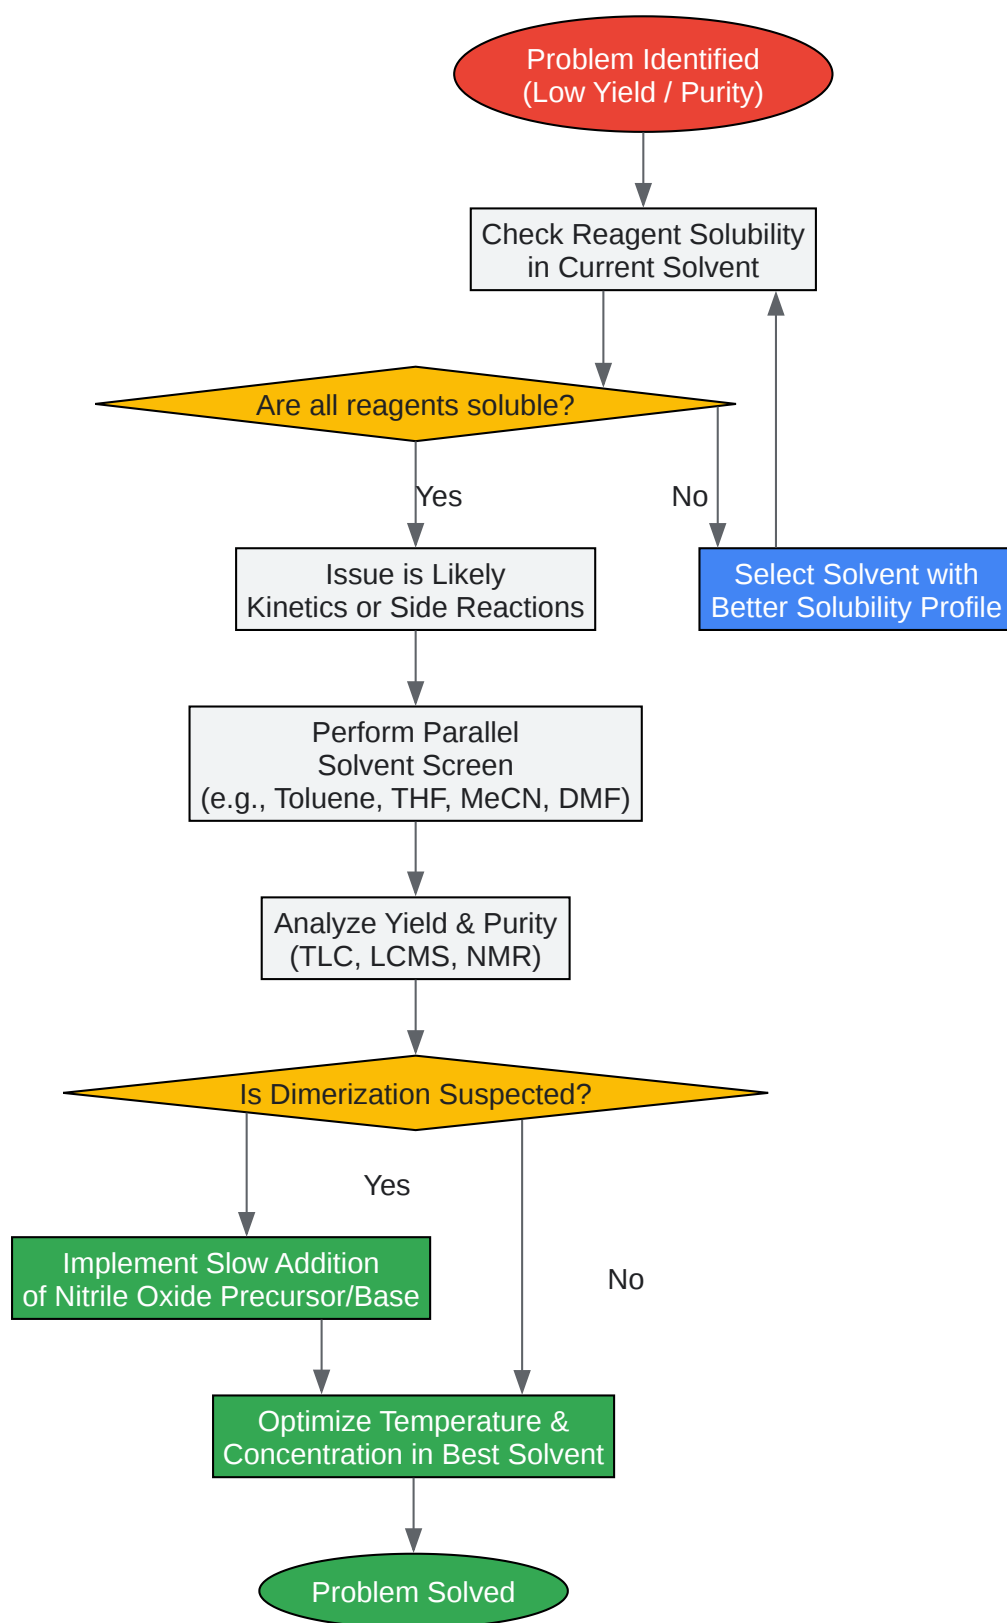 Problem Identified
(Low Yield / Purity)
Check Reagent Solubility
in Current Solvent
Are all reagents soluble?
Yes
No
Issue is Likely
Kinetics or Side Reactions
Select Solvent with
Better Solubility Profile
Perform Parallel
Solvent Screen
(e.g., Toluene, THF, MeCN, DMF)
Analyze Yield & Purity
(TLC, LCMS, NMR)
Is Dimerization Suspected?
Yes
Implement Slow Addition
of Nitrile Oxide Precursor/Base
No
Optimize Temperature &
Concentration in Best Solvent
Problem Solved